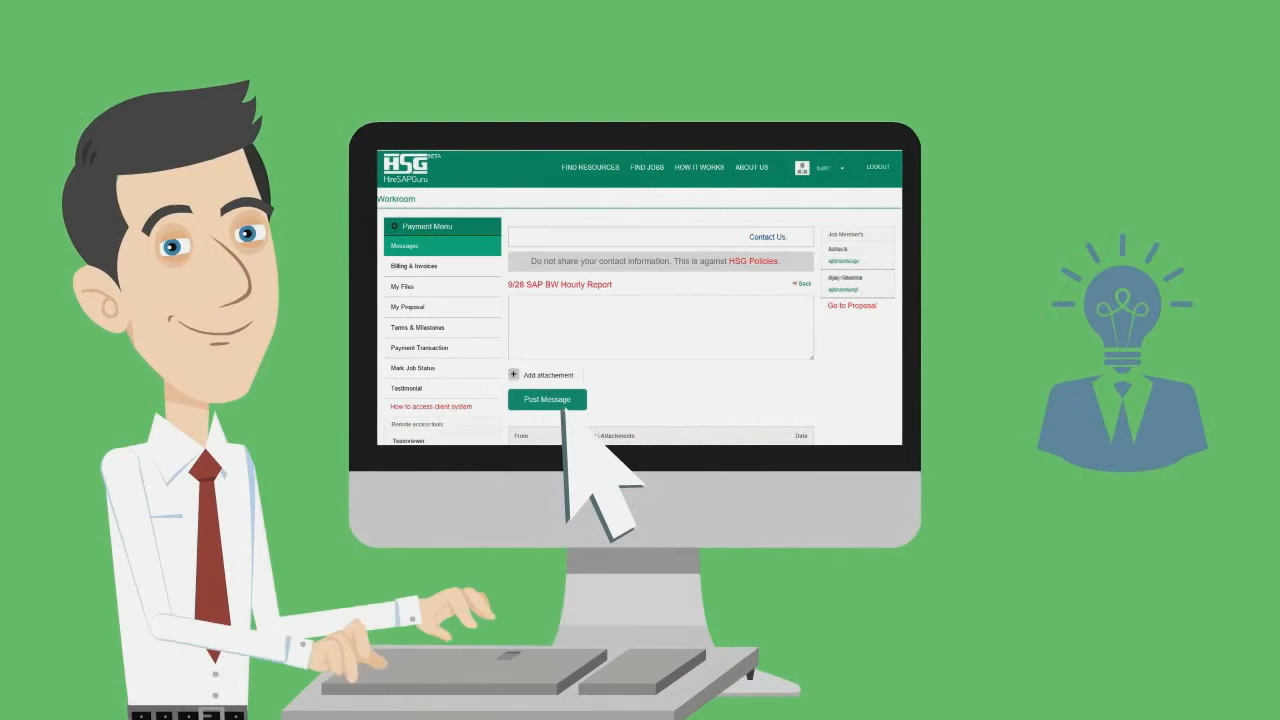 HSG BETA
HireSAPGuru
FIND RESOURCES FIND JOBS HOW IT WORKS ABOUT US LOGOUT
Workroom
Payment Menu
Messages
Billing & Invoices
My Files
My Proposal
Terms & Milestones
Payment Transaction
Mark Job Status
Testimonial
How to access client system
Remote access tools
Teamviewer
Contact Us.
Do not share your contact information. This is against HSG Policies.
9/28 SAP BW Hourly Report << Back
Add attachement
Post Message
From Attachments Date
Job Member's
Go to Proposal